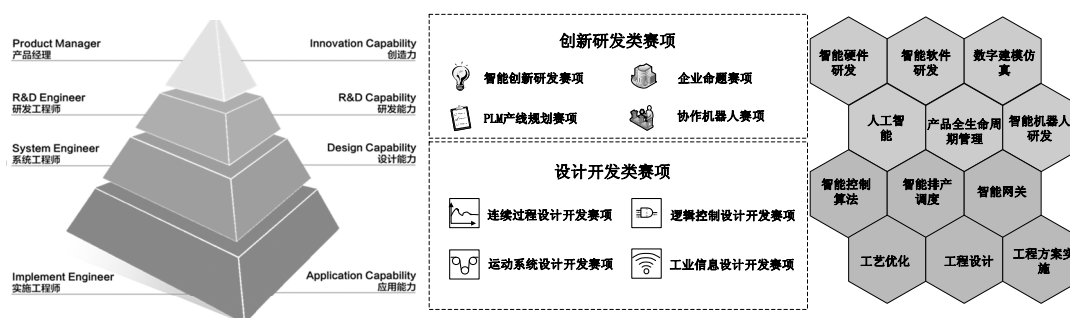 Product Manager
产品经理
Innovation Capability
创造力
R&D Engineer
研发工程师
R&D Capability
研发能力
System Engineer
系统工程师
Design Capability
设计能力
Implement Engineer
实施工程师
Application Capability
应用能力
创新研发类赛项
智能创新研发赛项
企业命题赛项
PLM产线规划赛项
协作机器人赛项
设计开发类赛项
连续过程设计开发赛项
逻辑控制设计开发赛项
运动系统设计开发赛项
工业信息设计开发赛项
智能硬件
研发
智能软件
研发
数字建模仿
真
人工智
能
产品全生命周
期管理
智能机器人
研发
智能控制
算法
智能排产
调度
智能网关
工艺优化
工程设计
工程方案实
施